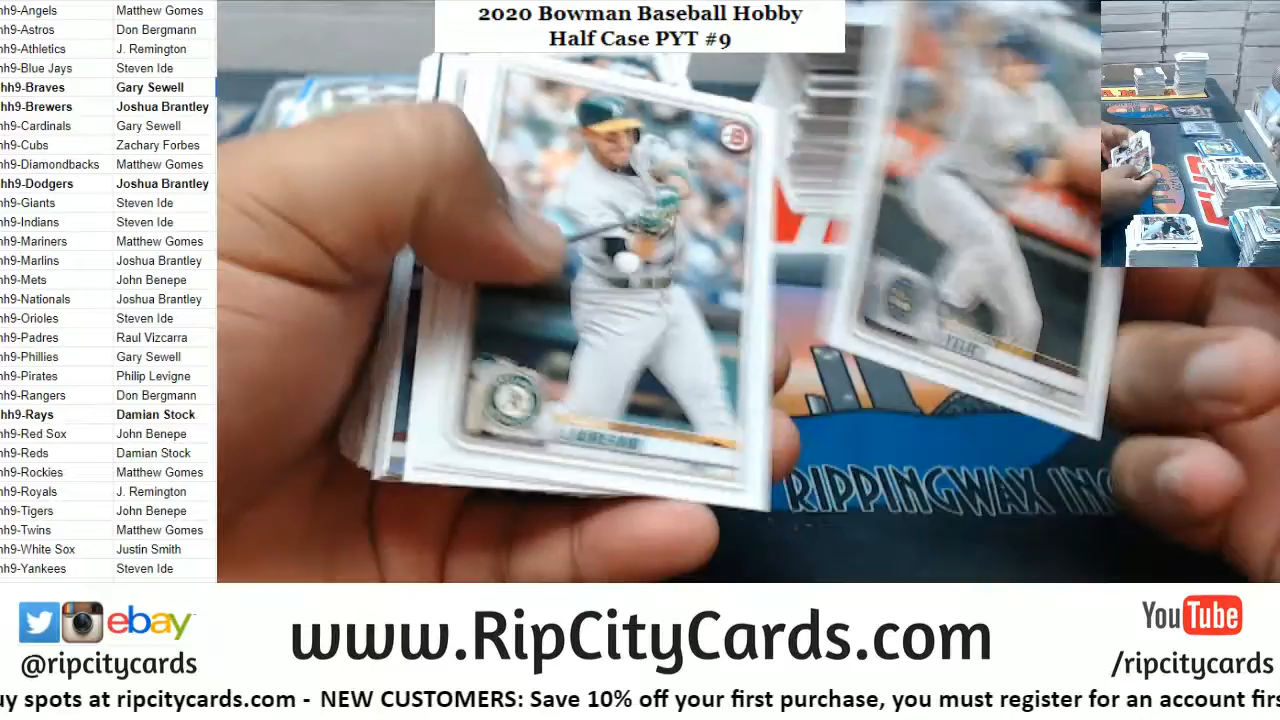 2020 Bowman Baseball Hobby
Half Case PYT #9
hh9-Angels Matthew Gomes
hh9-Astros Don Bergmann
hh9-Athletics J. Remington
hh9-Blue Jays Steven Ide
hh9-Braves Gary Sewell
hh9-Brewers Joshua Brantley
hh9-Cardinals Gary Sewell
hh9-Cubs Zachary Forbes
hh9-Diamondbacks Matthew Gomes
hh9-Dodgers Joshua Brantley
hh9-Giants Steven Ide
hh9-Indians Steven Ide
hh9-Mariners Matthew Gomes
hh9-Marlins Joshua Brantley
hh9-Mets John Benepe
hh9-Nationals Joshua Brantley
hh9-Orioles Steven Ide
hh9-Padres Raul Vizcarra
hh9-Phillies Gary Sewell
hh9-Pirates Philip Levigne
hh9-Rangers Don Bergmann
hh9-Rays Damian Stock
hh9-Red Sox John Benepe
hh9-Reds Damian Stock
hh9-Rockies Matthew Gomes
hh9-Royals J. Remington
hh9-Tigers John Benepe
hh9-Twins Matthew Gomes
hh9-White Sox Justin Smith
hh9-Yankees Steven Ide
RIPPINGWAX INC
ebay
@ripcitycards
www.RipCityCards.com
YouTube
/ripcitycards
uy spots at ripcitycards.com - NEW CUSTOMERS: Save 10% off your first purchase, you must register for an account firs